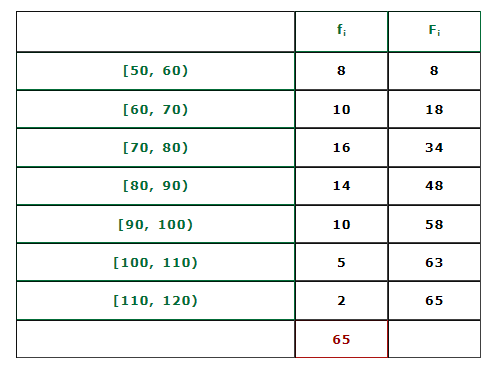 fᵢ Fᵢ
[50, 60) 8 8
[60, 70) 10 18
[70, 80) 16 34
[80, 90) 14 48
[90, 100) 10 58
[100, 110) 5 63
[110, 120) 2 65
65